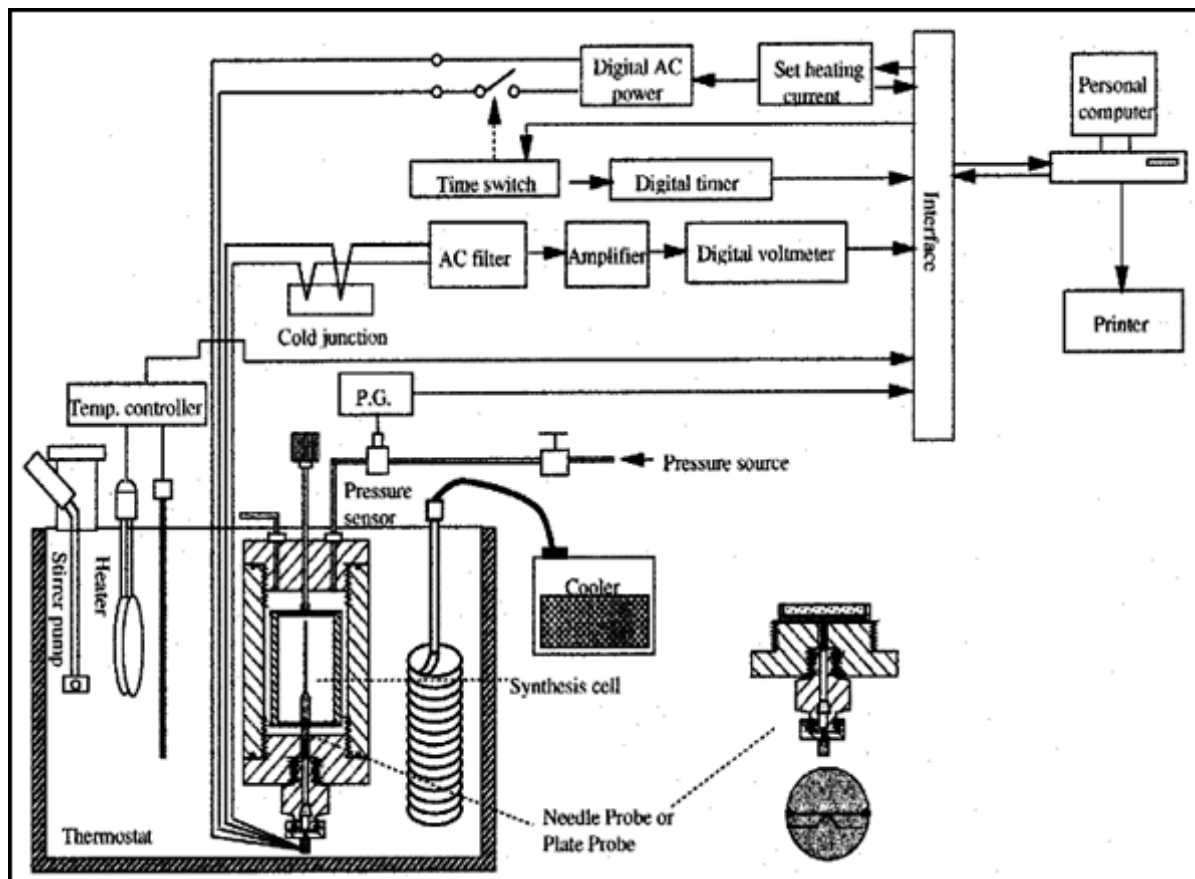 Digital AC
power
Set heating
current
Personal
computer
Time switch
Digital timer
Interface
AC filter
Amplifier
Digital voltmeter
Cold junction
Printer
Temp. controller
P.G.
Pressure source
Pressure
sensor
Stirrer pump
Heater
Cooler
Synthesis cell
Needle Probe or
Plate Probe
Thermostat